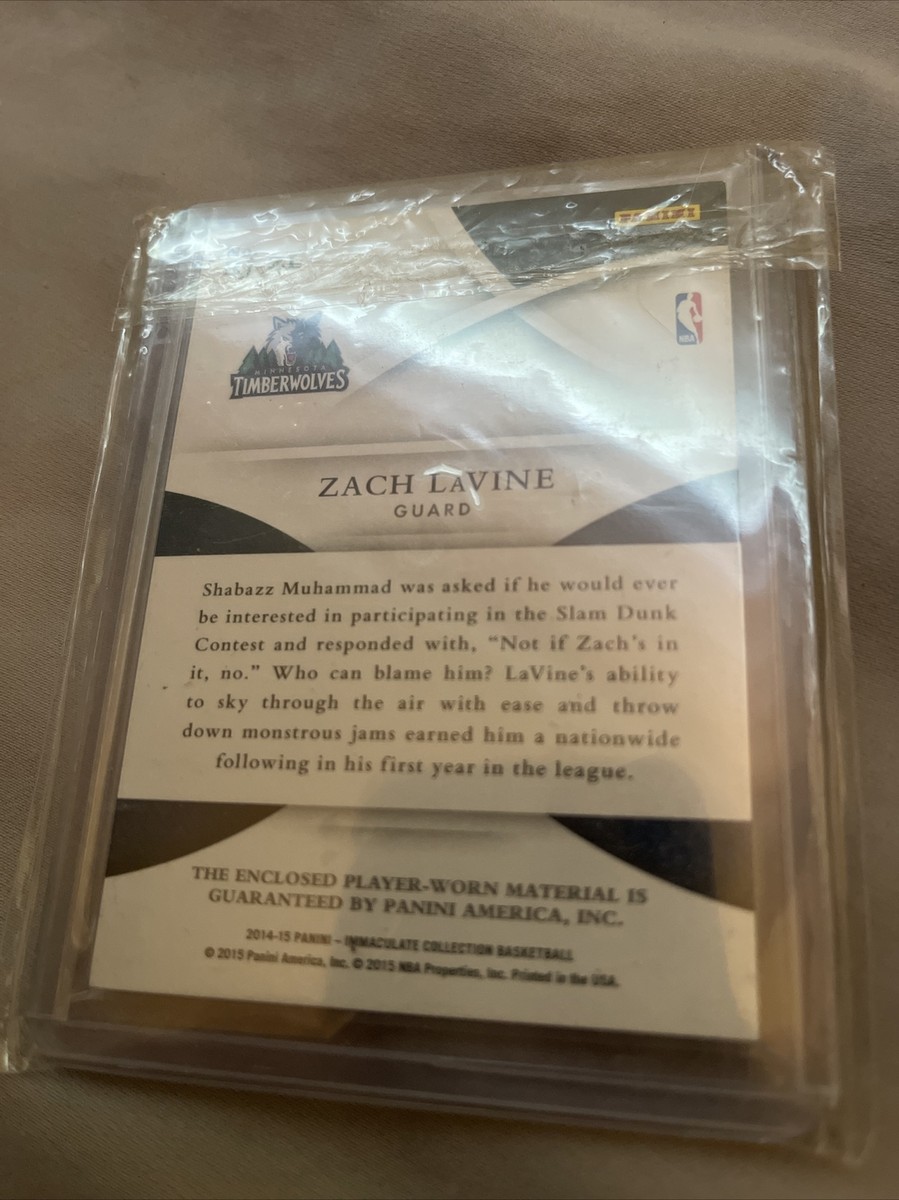 PANINI
NBA
MINNESOTA
TIMBERWOLVES
ZACH LAVINE
GUARD
Shabazz Muhammad was asked if he would ever
be interested in participating in the Slam Dunk
Contest and responded with, “Not if Zach’s in
it, no.” Who can blame him? LaVine’s ability
to sky through the air with ease and throw
down monstrous jams earned him a nationwide
following in his first year in the league.
THE ENCLOSED PLAYER-WORN MATERIAL IS
GUARANTEED BY PANINI AMERICA, INC.
2014-15 PANINI – IMMACULATE COLLECTION BASKETBALL
© 2015 Panini America, Inc. © 2015 NBA Properties, Inc. Printed in the USA.